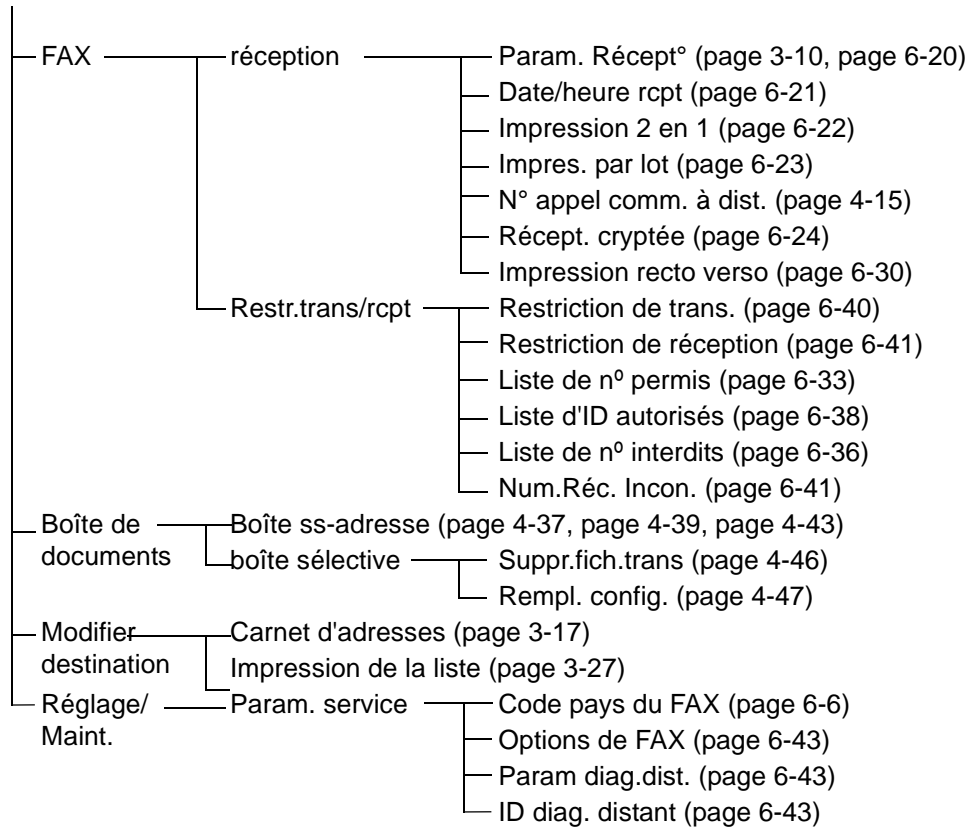 FAX réception Param. Récept° (page 3-10, page 6-20)
Date/heure rcpt (page 6-21)
Impression 2 en 1 (page 6-22)
Impres. par lot (page 6-23)
N° appel comm. à dist. (page 4-15)
Récept. cryptée (page 6-24)
Impression recto verso (page 6-30)
Restr.trans/rcpt Restriction de trans. (page 6-40)
Restriction de réception (page 6-41)
Liste de nº permis (page 6-33)
Liste d'ID autorisés (page 6-38)
Liste de nº interdits (page 6-36)
Num.Réc. Incon. (page 6-41)
Boîte de Boîte ss-adresse (page 4-37, page 4-39, page 4-43)
documents boîte sélective Suppr.fich.trans (page 4-46)
Rempl. config. (page 4-47)
Modifier Carnet d'adresses (page 3-17)
destination Impression de la liste (page 3-27)
Réglage/ Param. service Code pays du FAX (page 6-6)
Maint. Options de FAX (page 6-43)
Param diag.dist. (page 6-43)
ID diag. distant (page 6-43)